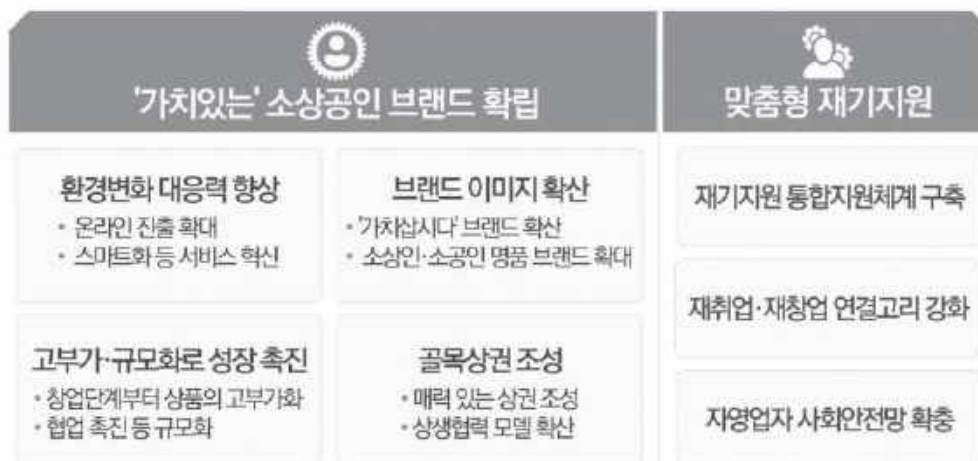 '가치있는' 소상공인 브랜드 확립
환경변화 대응력 향상
• 온라인 진출 확대
• 스마트화 등 서비스 혁신
브랜드 이미지 확산
• '가치삽시다' 브랜드 확산
• 소상인·소공인 명품 브랜드 확대
고부가·규모화로 성장 촉진
• 창업단계부터 상품의 고부가화
• 협업 촉진 등 규모화
골목상권 조성
• 매력 있는 상권 조성
• 상생협력 모델 확산
맞춤형 재기지원
재기지원 통합지원체계 구축
재취업·재창업 연결고리 강화
자영업자 사회안전망 확충